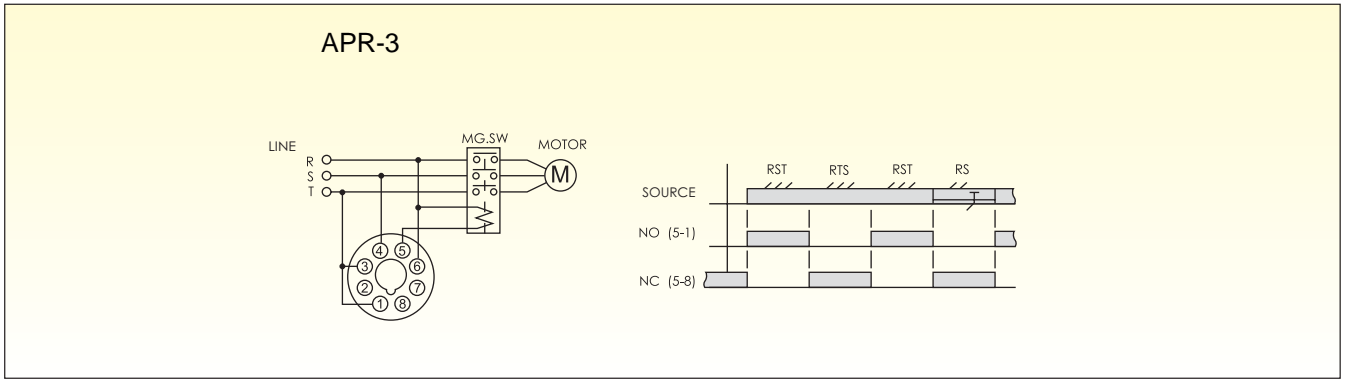 APR-3
LINE
R
S
T
MG.SW
MOTOR
M
4 5
3 6
2 7
1 8
RST RTS RST RS
SOURCE
T
NO (5-1)
NC (5-8)